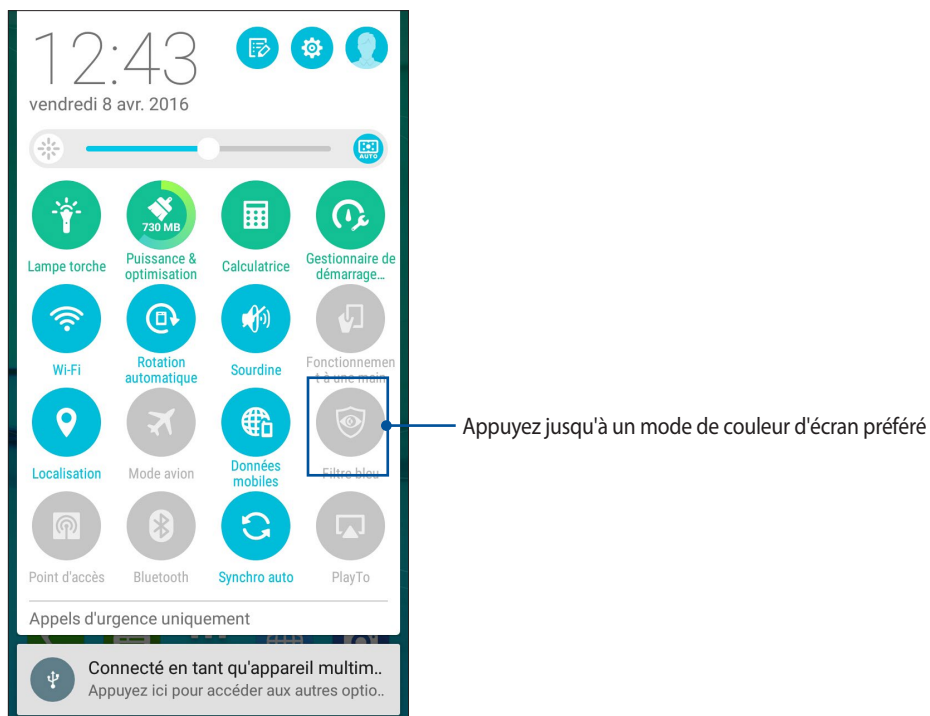 12:43
vendredi 8 avr. 2016
AUTO
730 MB
Lampe torche
Puissance &
optimisation
Calculatrice
Gestionnaire de
démarrage...
Wi-Fi
Rotation
automatique
Sourdine
Fonctionnemen
t à une main
Localisation
Mode avion
Données
mobiles
Filtre bleu
Appuyez jusqu'à un mode de couleur d'écran préféré
Point d'accès
Bluetooth
Synchro auto
PlayTo
Appels d'urgence uniquement
Connecté en tant qu'appareil multim..
Appuyez ici pour accéder aux autres optio..